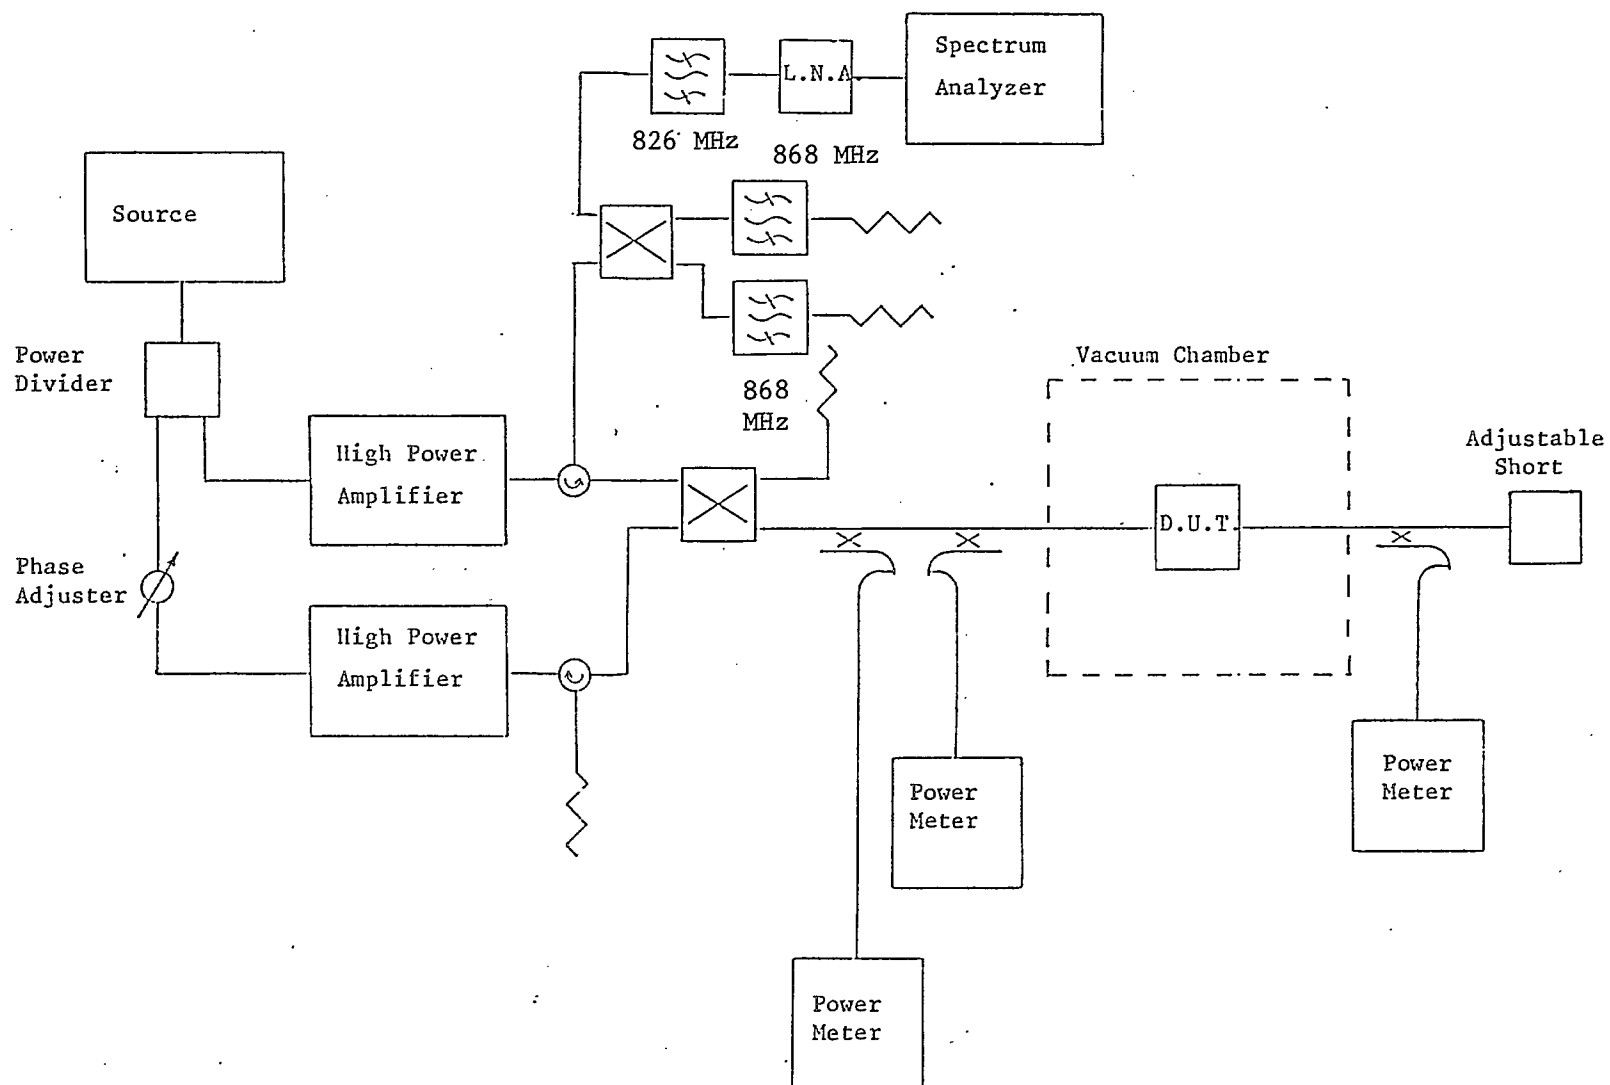 Spectrum
Analyzer
L.N.A
826 MHz
868 MHz
Source
Power
Divider
868
MHz
Vacuum Chamber
High Power
Amplifier
Adjustable
Short
D.U.T.
Phase
Adjuster
High Power
Amplifier
Power
Meter
Power
Meter
Power
Meter